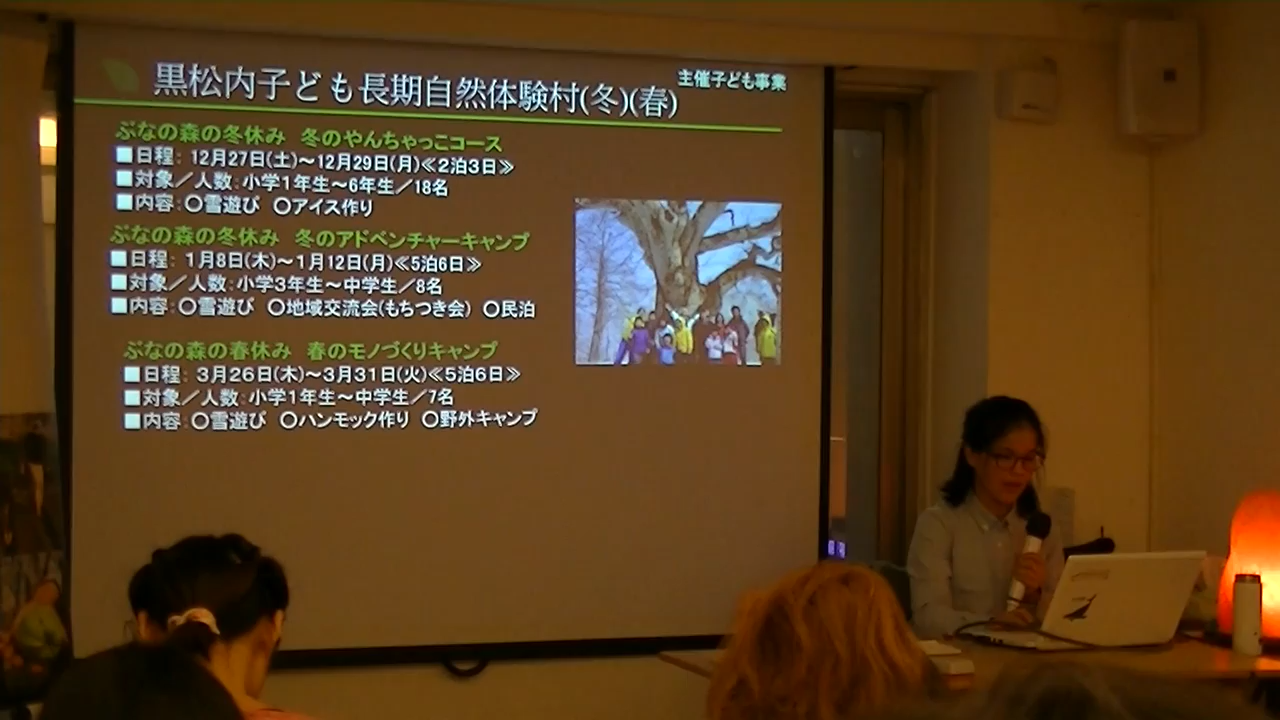 黒松内子ども長期自然体験村(冬)(春)
主催子ども事業
ぶなの森の冬休み　冬のやんちゃっこコース
■日程： 12月27日(土)～12月29日(月)≪2泊3日≫
■対象／人数：小学1年生～6年生／18名
■内容：〇雪遊び　〇アイス作り
ぶなの森の冬休み　冬のアドベンチャーキャンプ
■日程： 1月8日(木)～1月12日(月)≪5泊6日≫
■対象／人数：小学3年生～中学生／8名
■内容：〇雪遊び　〇地域交流会(もちつき会)　〇民泊
ぶなの森の春休み　春のモノづくりキャンプ
■日程： 3月26日(木)～3月31日(火)≪5泊6日≫
■対象／人数：小学1年生～中学生／7名
■内容：〇雪遊び　〇ハンモック作り　〇野外キャンプ